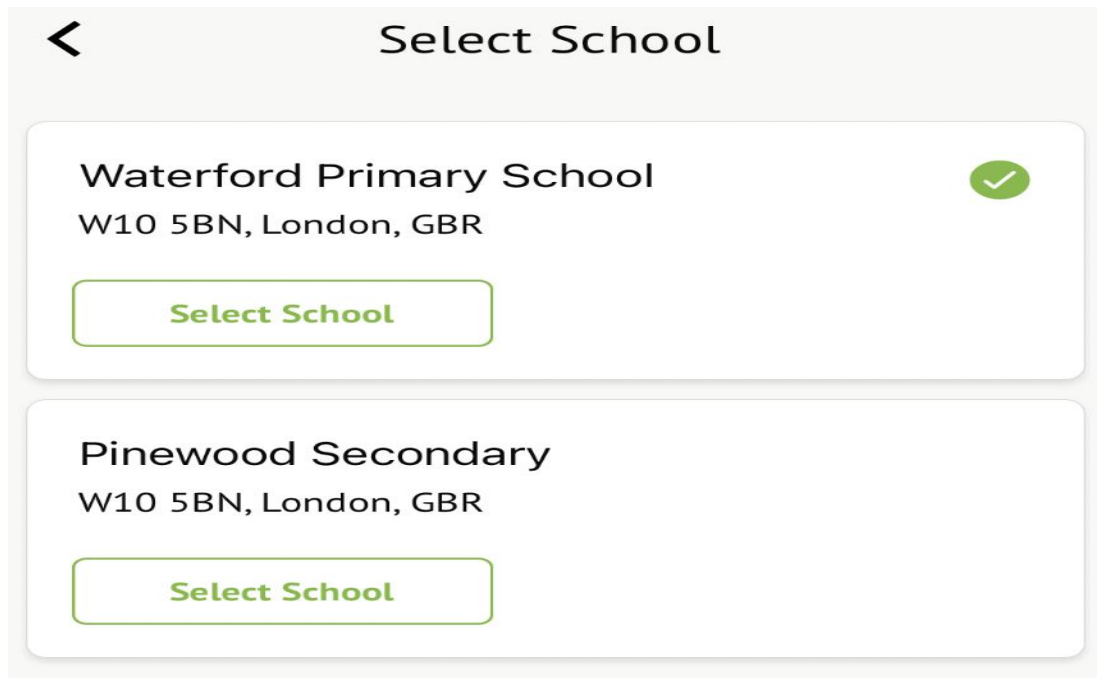 Select School
Waterford Primary School
W10 5BN, London, GBR
Select School
Pinewood Secondary
W10 5BN, London, GBR
Select School